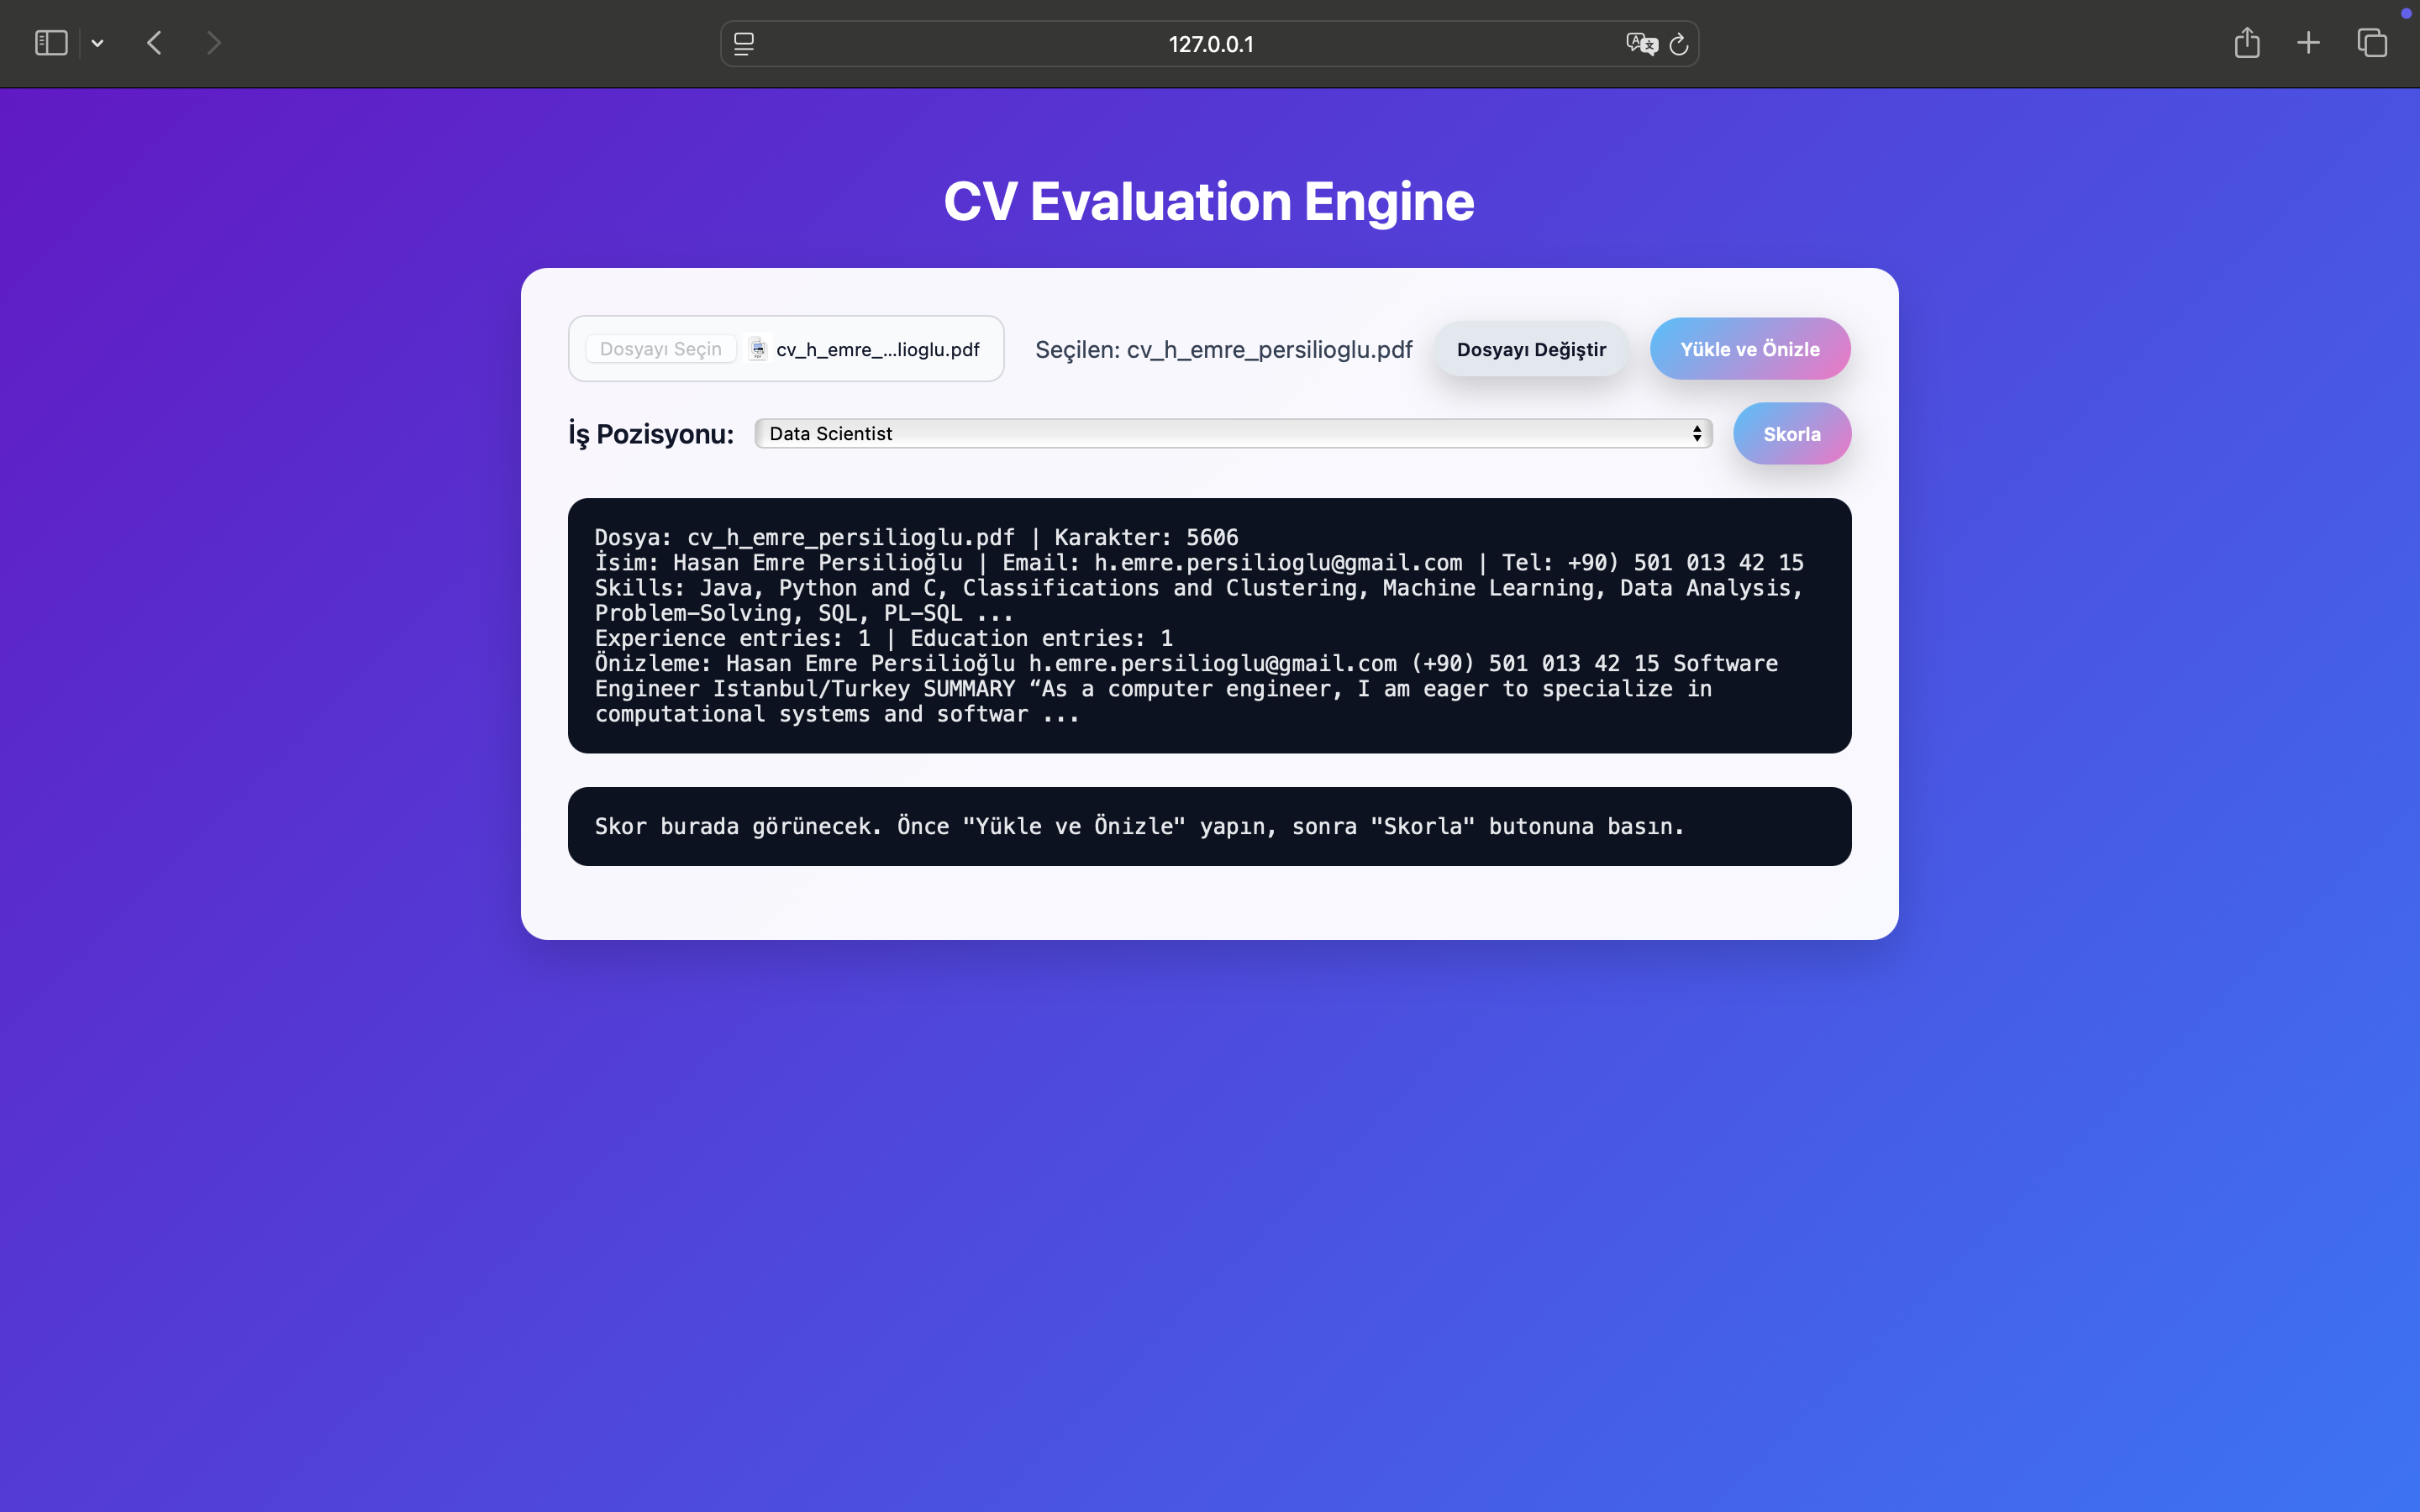 127.0.0.1
CV Evaluation Engine
Dosyayı Seçin cv_h_emre_...lioglu.pdf Seçilen: cv_h_emre_persilioglu.pdf Dosyayı Değiştir Yükle ve Önizle
İş Pozisyonu: Data Scientist Skorla
Dosya: cv_h_emre_persilioglu.pdf | Karakter: 5606
İsim: Hasan Emre Persilioğlu | Email: h.emre.persilioglu@gmail.com | Tel: +90) 501 013 42 15
Skills: Java, Python and C, Classifications and Clustering, Machine Learning, Data Analysis,
Problem-Solving, SQL, PL-SQL ...
Experience entries: 1 | Education entries: 1
Önizleme: Hasan Emre Persilioğlu h.emre.persilioglu@gmail.com (+90) 501 013 42 15 Software
Engineer Istanbul/Turkey SUMMARY “As a computer engineer, I am eager to specialize in
computational systems and softwar ...
Skor burada görünecek. Önce "Yükle ve Önizle" yapın, sonra "Skorla" butonuna basın.